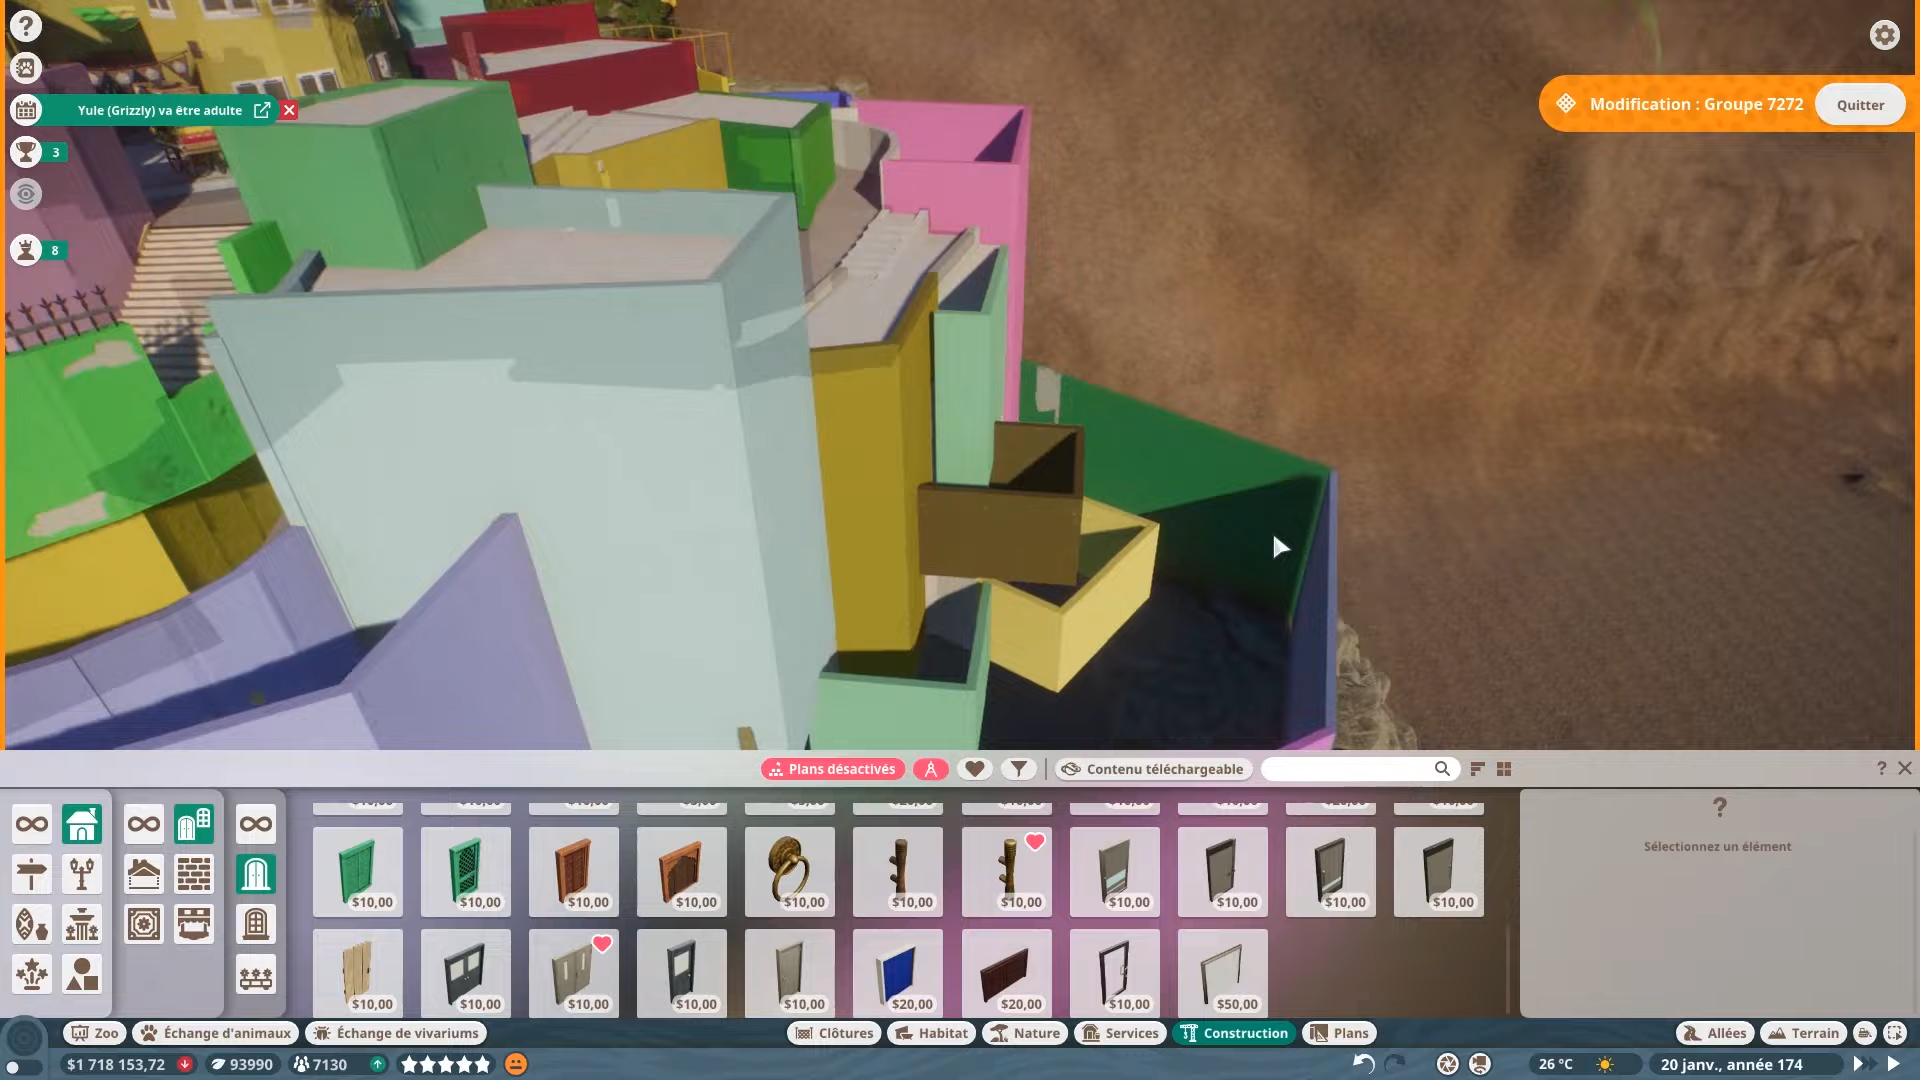 ?
Yule (Grizzly) va être adulte
3
8
Modification : Groupe 7272
Quitter
Plans désactivés
Contenu téléchargeable
?
$10,00 $10,00 $10,00 $10,00 $10,00 $10,00 $10,00 $10,00 $10,00 $10,00 $10,00
$10,00 $10,00 $10,00 $10,00 $10,00 $20,00 $20,00 $10,00 $50,00
?
Sélectionnez un élément
Zoo
Échange d'animaux
Échange de vivariums
Clôtures
Habitat
Nature
Services
Construction
Plans
Allées
Terrain
$1 718 153,72
93990
7130
26 °C
20 janv., année 174